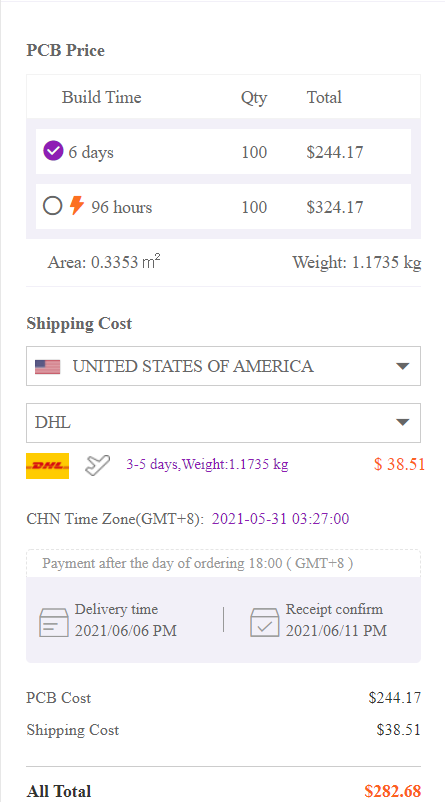 PCB Price
Build Time Qty Total
6 days 100 $244.17
96 hours 100 $324.17
Area: 0.3353 m² Weight: 1.1735 kg
Shipping Cost
UNITED STATES OF AMERICA
DHL
DHL 3-5 days,Weight:1.1735 kg $ 38.51
CHN Time Zone(GMT+8): 2021-05-31 03:27:00
Payment after the day of ordering 18:00 ( GMT+8 )
Delivery time Receipt confirm
2021/06/06 PM 2021/06/11 PM
PCB Cost $244.17
Shipping Cost $38.51
All Total $282.68